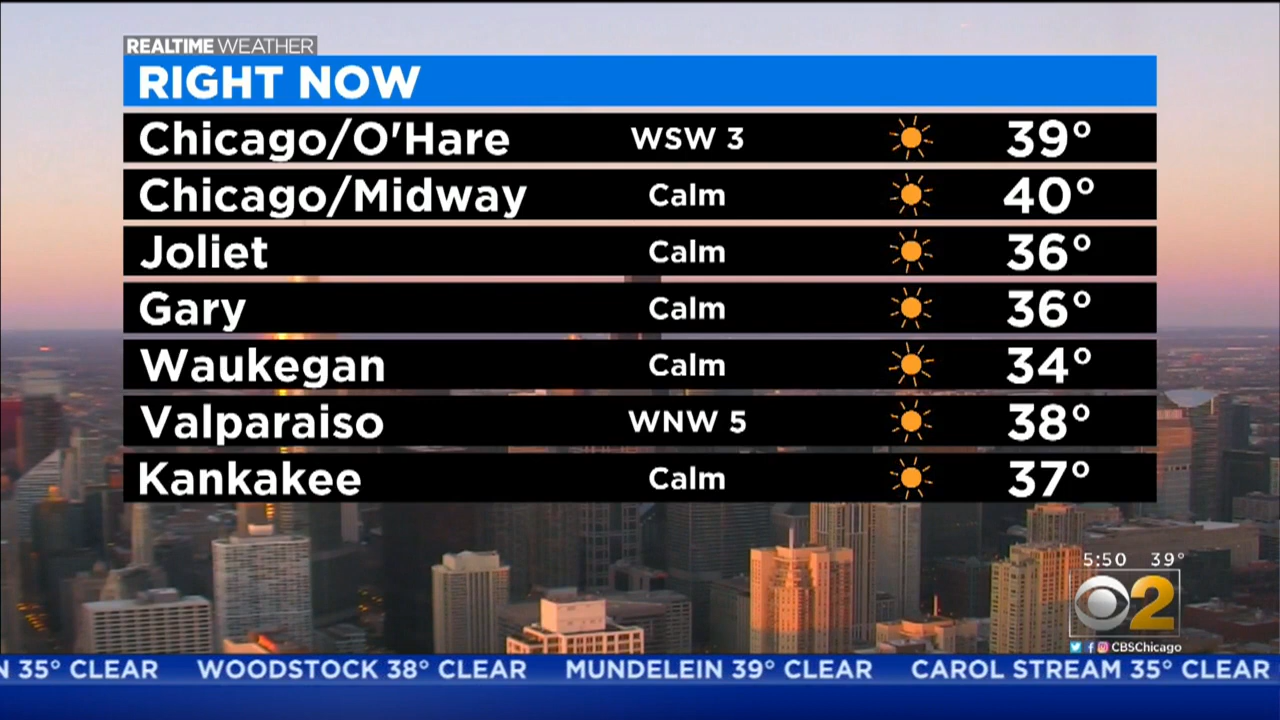 REALTIME WEATHER
RIGHT NOW
Chicago/O'Hare WSW 3 39°
Chicago/Midway Calm 40°
Joliet Calm 36°
Gary Calm 36°
Waukegan Calm 34°
Valparaiso WNW 5 38°
Kankakee Calm 37°
5:50 39°
2
CBSChicago
N 35° CLEAR WOODSTOCK 38° CLEAR MUNDELEIN 39° CLEAR CAROL STREAM 35° CLEAR